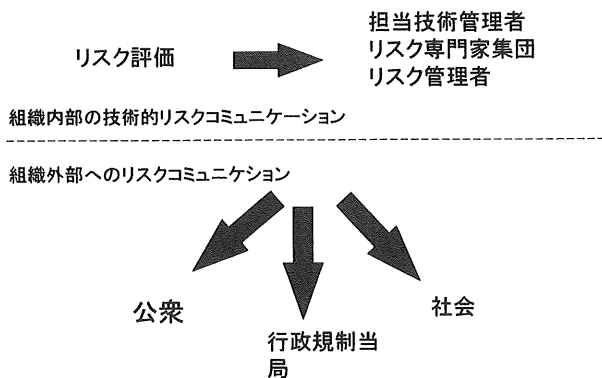 リスク評価
担当技術管理者
リスク専門家集団
リスク管理者
組織内部の技術的リスクコミュニケーション
組織外部へのリスクコミュニケション
公衆
行政規制当
局
社会